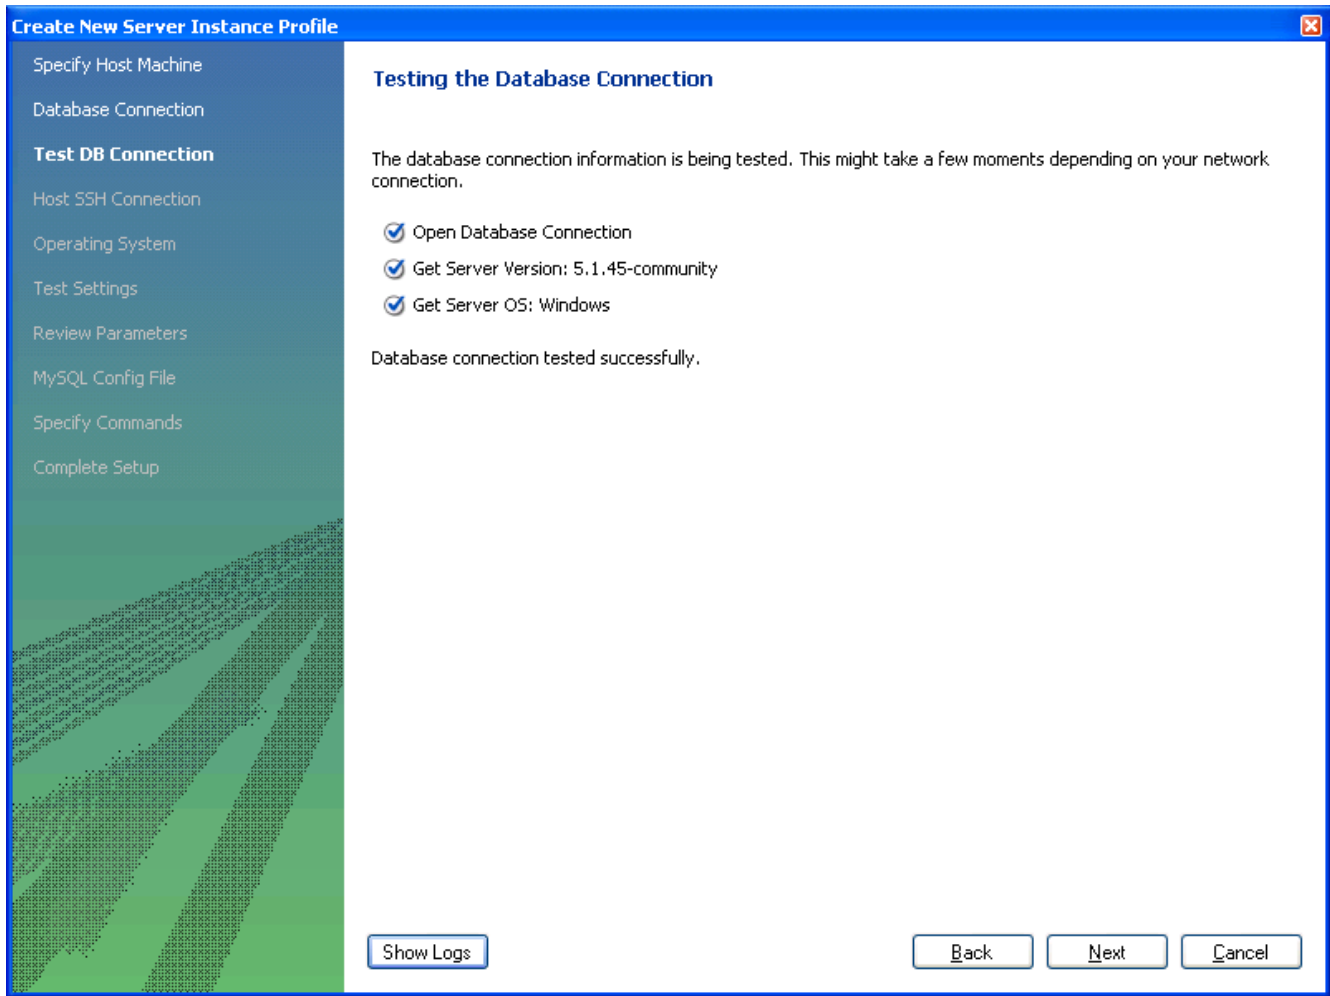 Create New Server Instance Profile
Specify Host Machine
Database Connection
Test DB Connection
Host SSH Connection
Operating System
Test Settings
Review Parameters
MySQL Config File
Specify Commands
Complete Setup
Testing the Database Connection
The database connection information is being tested. This might take a few moments depending on your network
connection.
Open Database Connection
Get Server Version: 5.1.45-community
Get Server OS: Windows
Database connection tested successfully.
Show Logs
Back
Next
Cancel